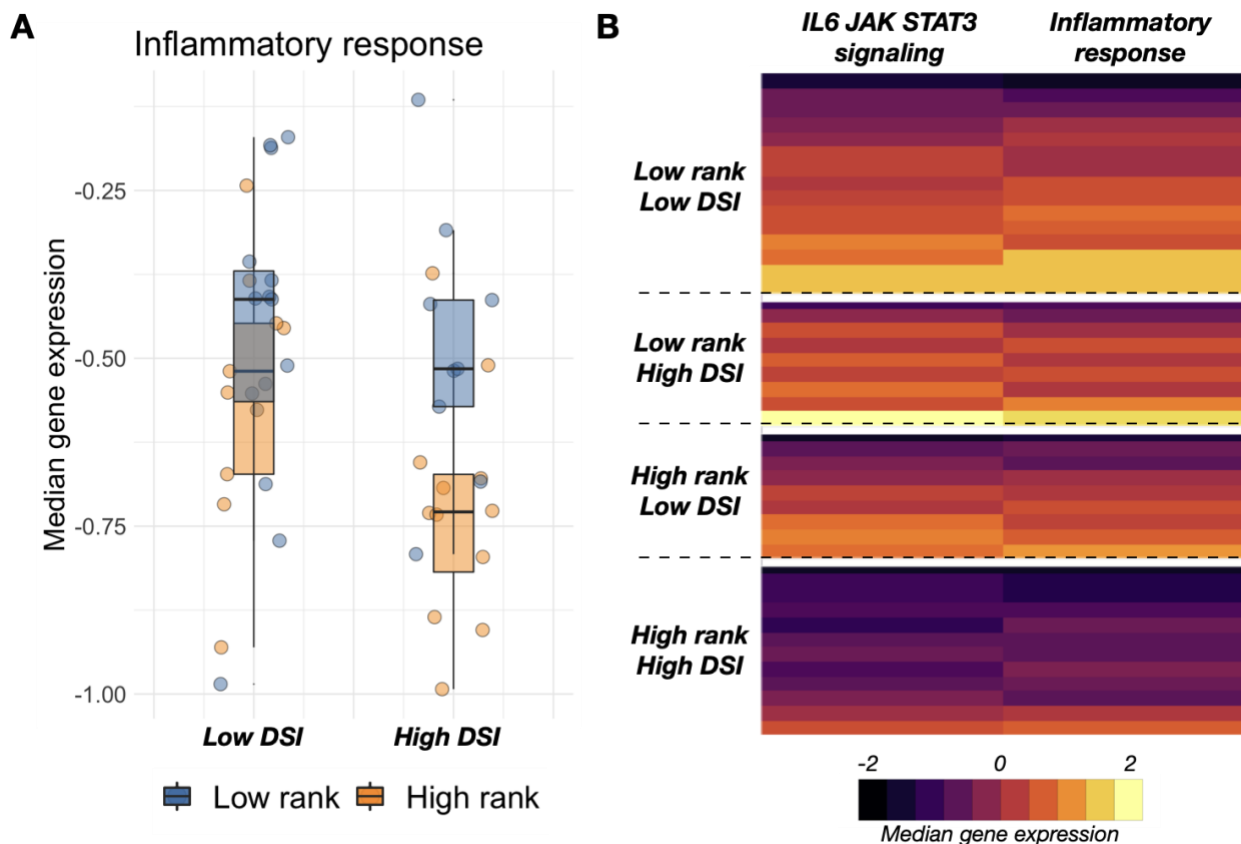 A
Inflammatory response
Median gene expression
-0.25
-0.50
-0.75
-1.00
Low DSI
High DSI
Low rank
High rank
B
IL6 JAK STAT3
signaling
Inflammatory
response
Low rank
Low DSI
Low rank
High DSI
High rank
Low DSI
High rank
High DSI
-2
0
2
Median gene expression